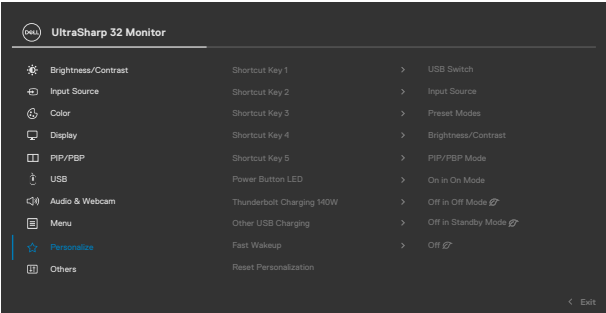 DELL UltraSharp 32 Monitor
Brightness/Contrast Shortcut Key 1 > USB Switch
Input Source Shortcut Key 2 > Input Source
Color Shortcut Key 3 > Preset Modes
Display Shortcut Key 4 > Brightness/Contrast
PIP/PBP Shortcut Key 5 > PIP/PBP Mode
USB Power Button LED > On in On Mode
Audio & Webcam Thunderbolt Charging 140W > Off in Off Mode
Menu Other USB Charging > Off in Standby Mode
Personalize Fast Wakeup > Off
Others Reset Personalization
< Exit